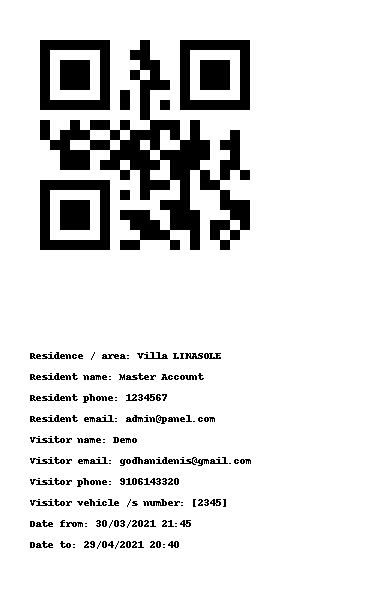 Residence / area: Villa LINASOLE
Resident name: Master Account
Resident phone: 1234567
Resident email: admin@panel.com
Visitor name: Demo
Visitor email: godhanidenis@gmail.com
Visitor phone: 9106143320
Visitor vehicle /s number: [2345]
Date from: 30/03/2021 21:45
Date to: 29/04/2021 20:40